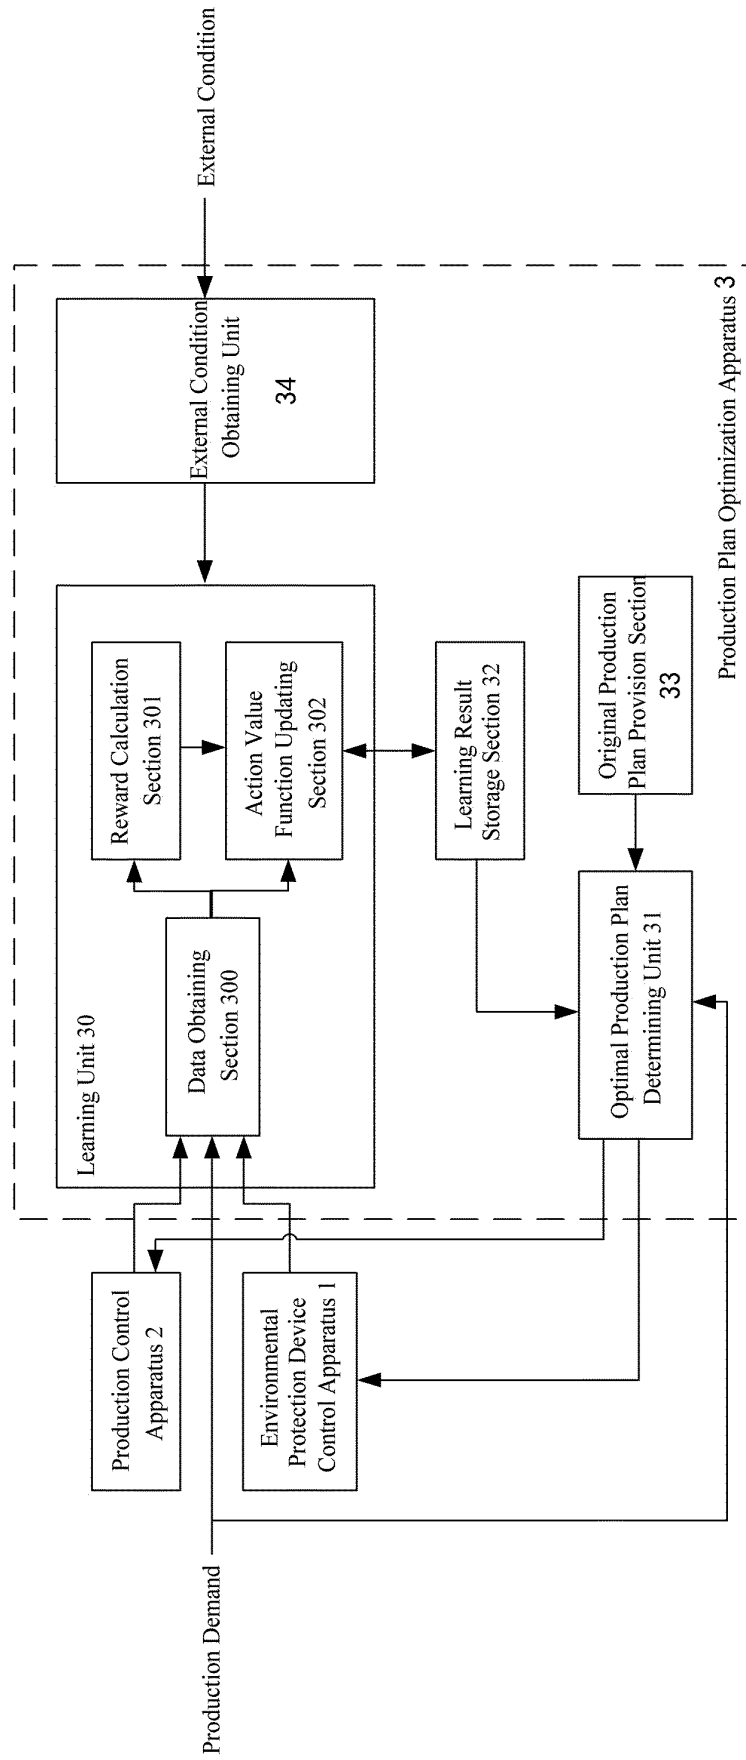 Production Demand
Production Control
Apparatus 2
Environmental
Protection Device
Control Apparatus 1
Learning Unit 30
Data Obtaining
Section 300
Reward Calculation
Section 301
Action Value
Function Updating
Section 302
Learning Result
Storage Section 32
Optimal Production Plan
Determining Unit 31
Original Production
Plan Provision Section
33
External Condition
Obtaining Unit
34
External Condition
Production Plan Optimization Apparatus 3